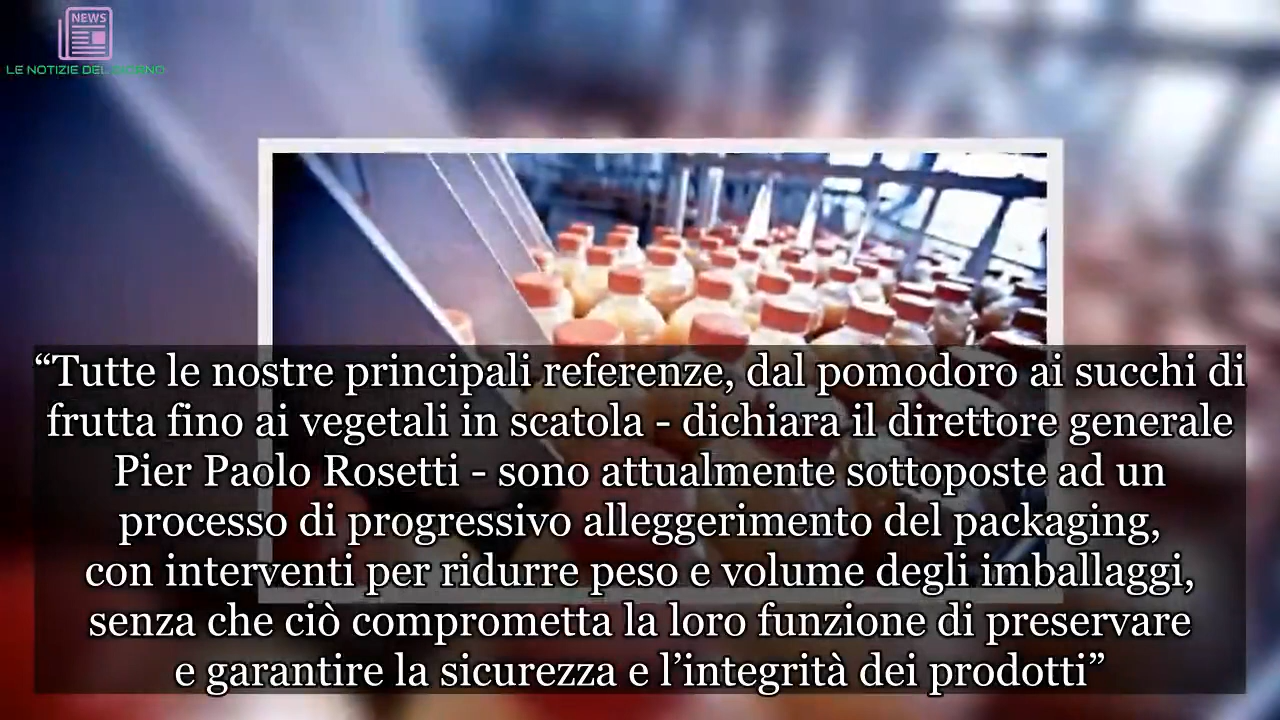 NEWS
LE NOTIZIE DEL GIORNO
“Tutte le nostre principali referenze, dal pomodoro ai succhi di
frutta fino ai vegetali in scatola - dichiara il direttore generale
Pier Paolo Rosetti - sono attualmente sottoposte ad un
processo di progressivo alleggerimento del packaging,
con interventi per ridurre peso e volume degli imballaggi,
senza che ciò comprometta la loro funzione di preservare
e garantire la sicurezza e l’integrità dei prodotti”